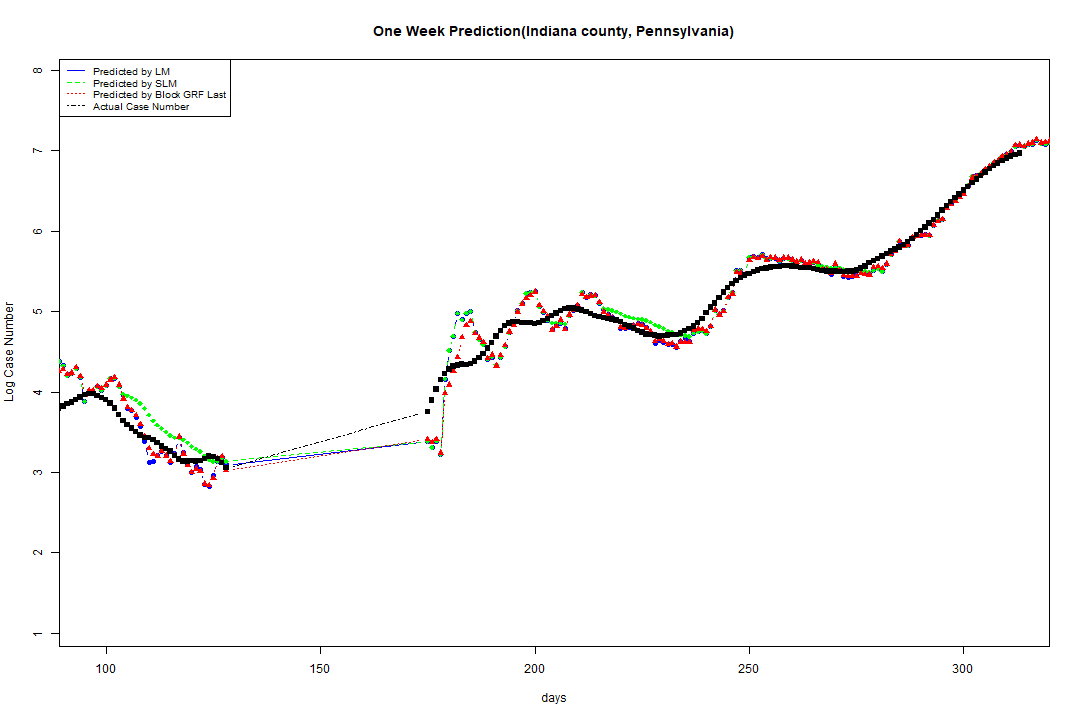 One Week Prediction(Indiana county, Pennsylvania)
Predicted by LM
Predicted by SLM
Predicted by Block GRF Last
Actual Case Number
Log Case Number
8
7
6
5
4
3
2
1
100 150 200 250 300
days